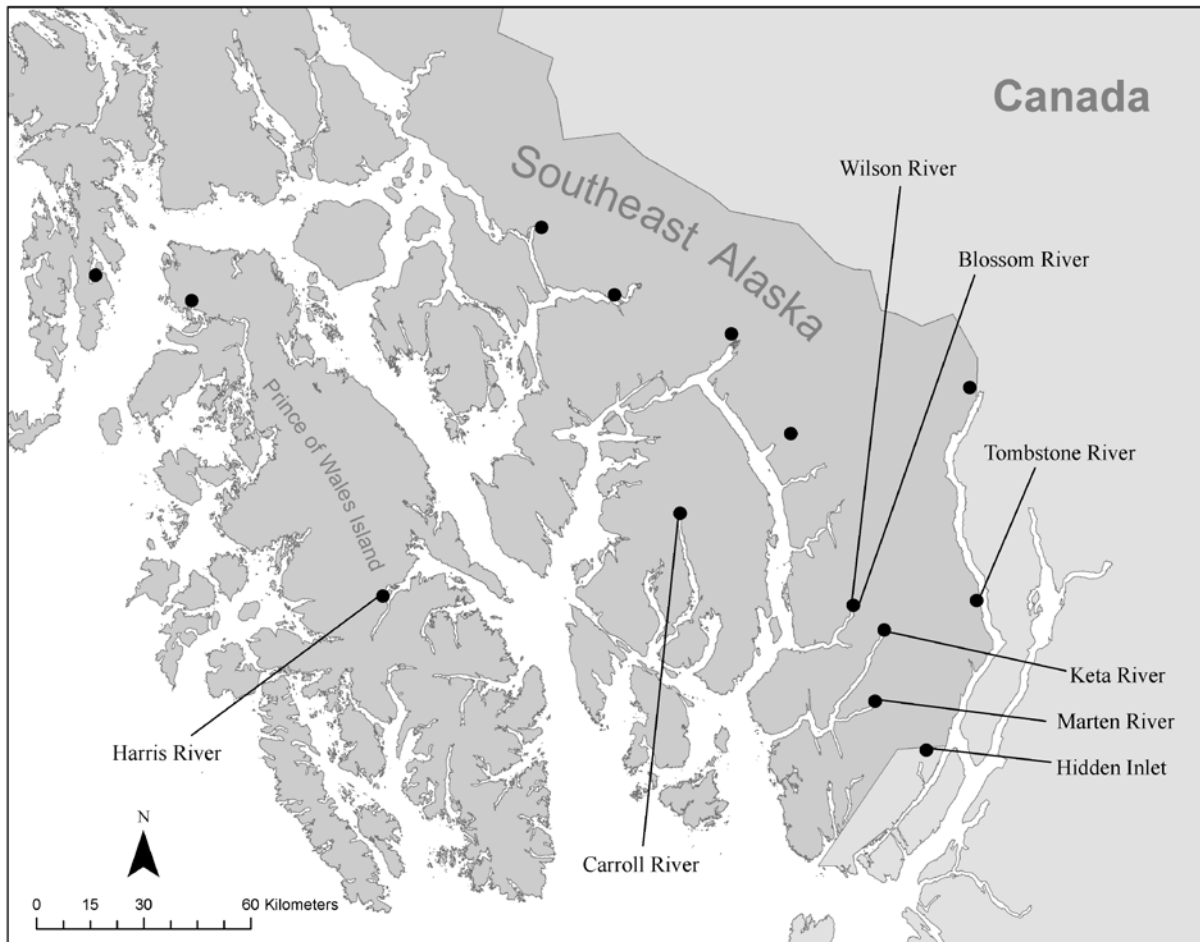 Canada
Southeast Alaska
Wilson River
Blossom River
Prince of Wales Island
Tombstone River
Keta River
Marten River
Hidden Inlet
Harris River
Carroll River
N
0 15 30 60 Kilometers